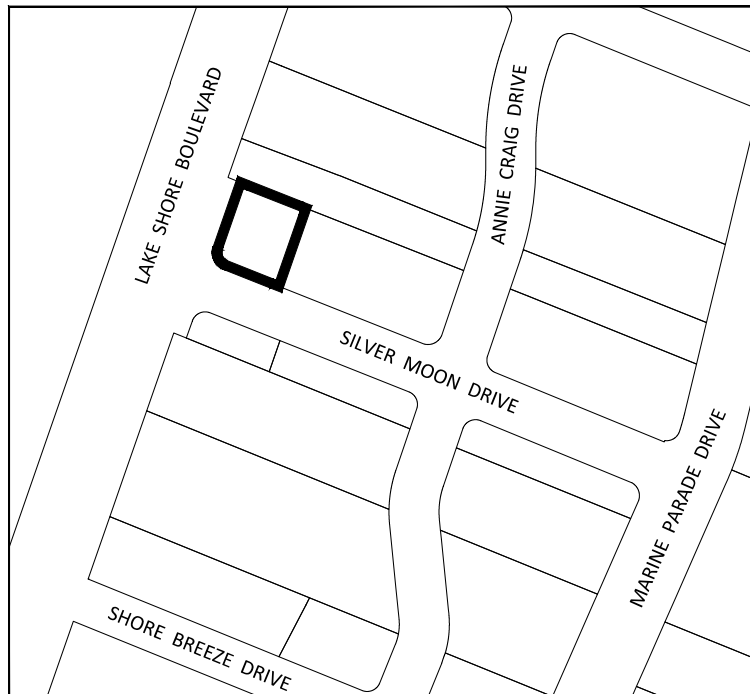 LAKE SHORE BOULEVARD
ANNIE CRAIG DRIVE
SILVER MOON DRIVE
MARINE PARADE DRIVE
SHORE BREEZE DRIVE